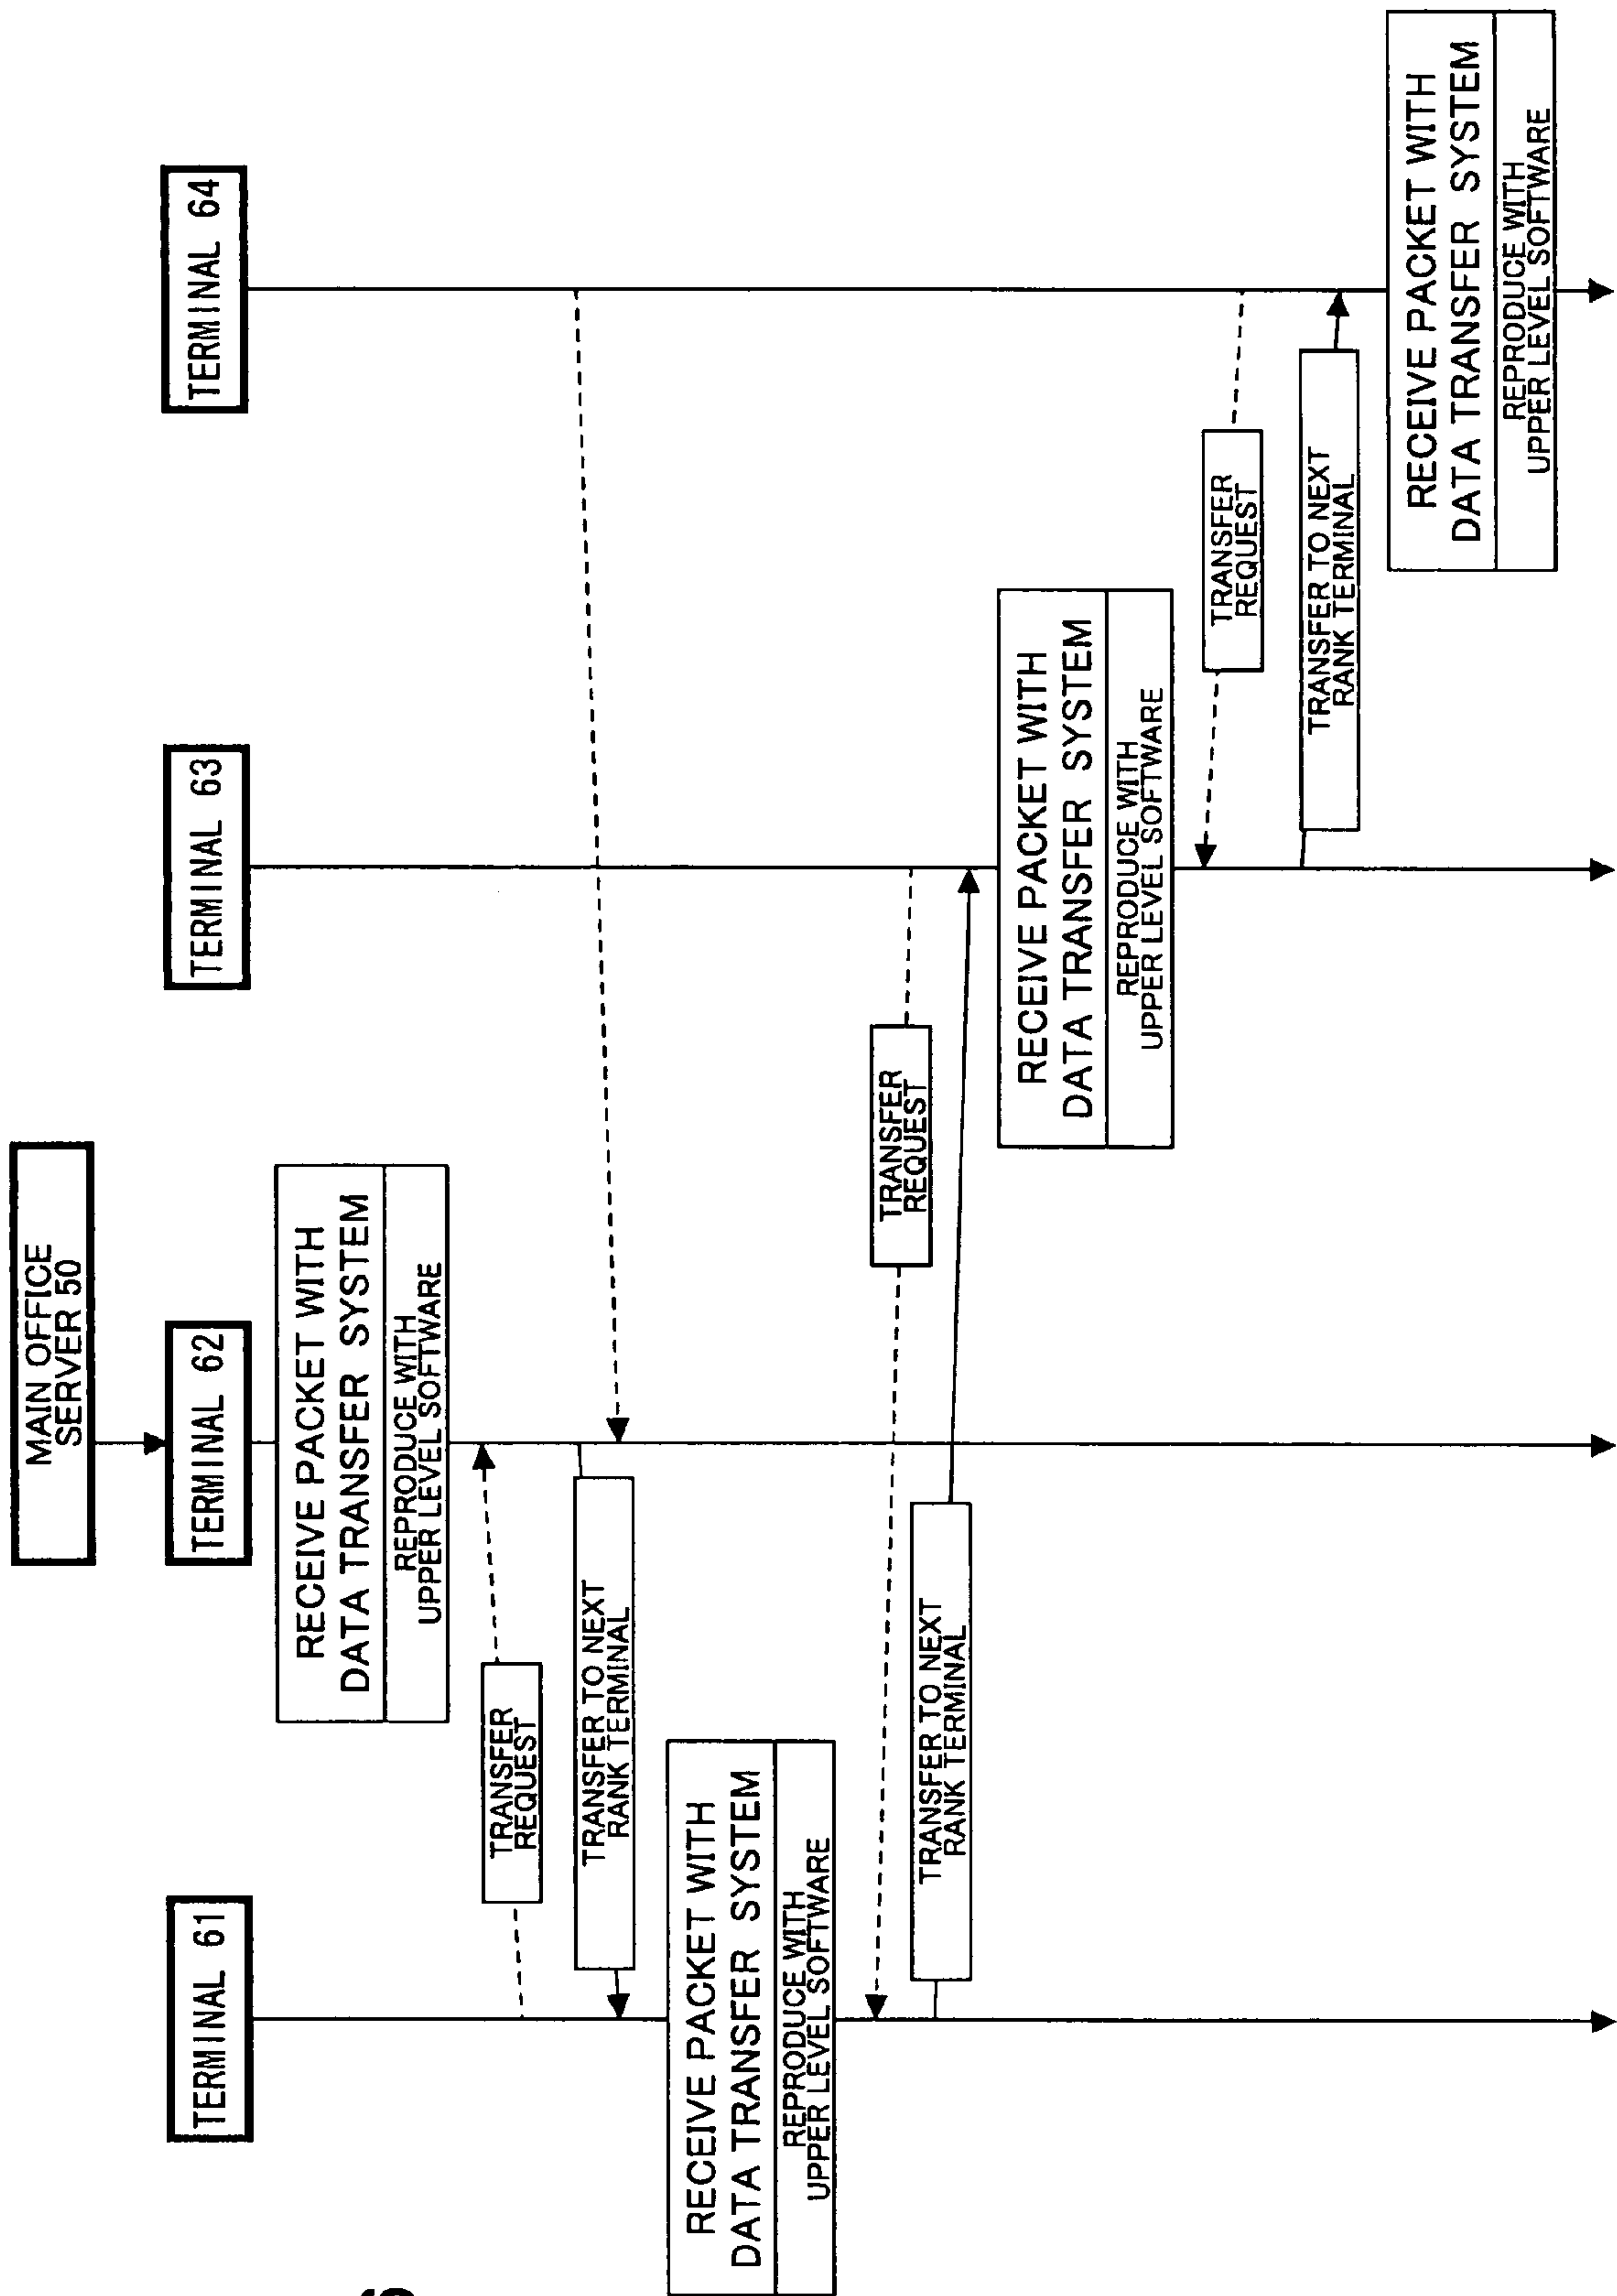 MAIN OFFICE
SERVER 50
TERMINAL 61
TERMINAL 62
TERMINAL 63
TERMINAL 64
RECEIVE PACKET WITH
DATA TRANSFER SYSTEM
REPRODUCE WITH
UPPER LEVEL SOFTWARE
TRANSFER
REQUEST
TRANSFER TO NEXT
RANK TERMINAL
RECEIVE PACKET WITH
DATA TRANSFER SYSTEM
REPRODUCE WITH
UPPER LEVEL SOFTWARE
TRANSFER
REQUEST
TRANSFER TO NEXT
RANK TERMINAL
RECEIVE PACKET WITH
DATA TRANSFER SYSTEM
REPRODUCE WITH
UPPER LEVEL SOFTWARE
TRANSFER
REQUEST
TRANSFER TO NEXT
RANK TERMINAL
RECEIVE PACKET WITH
DATA TRANSFER SYSTEM
REPRODUCE WITH
UPPER LEVEL SOFTWARE